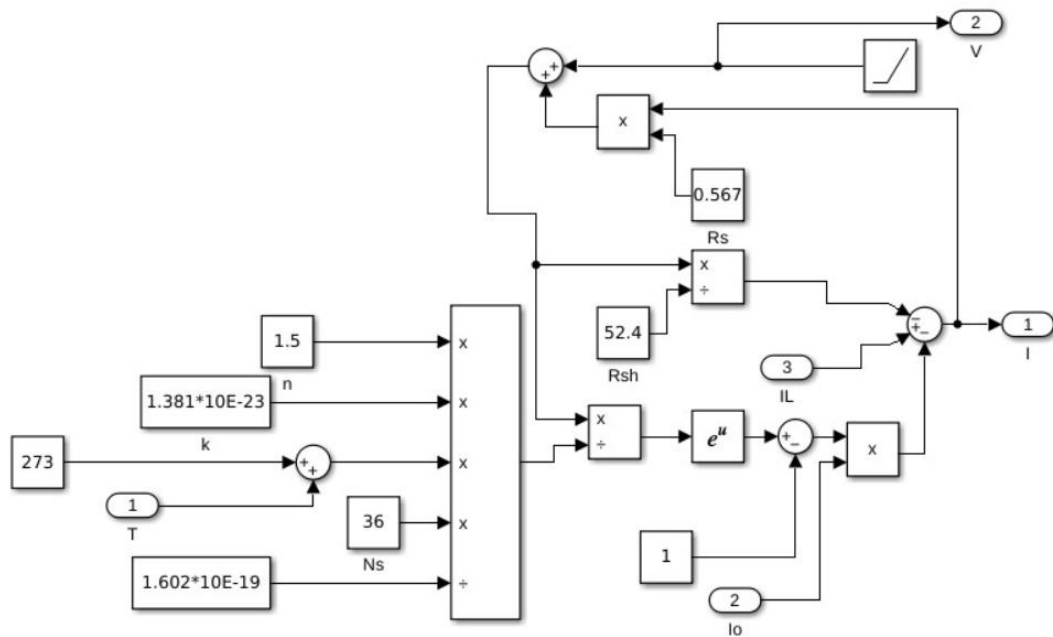 2
V
+
+
x
0.567
Rs
x
÷
52.4
Rsh
−
+
−
1
I
3
IL
1.5
n
1.381*10E-23
k
273
+
+
1
T
36
Ns
1.602*10E-19
x
x
x
x
÷
x
÷
eᵘ
+
−
x
1
2
Io